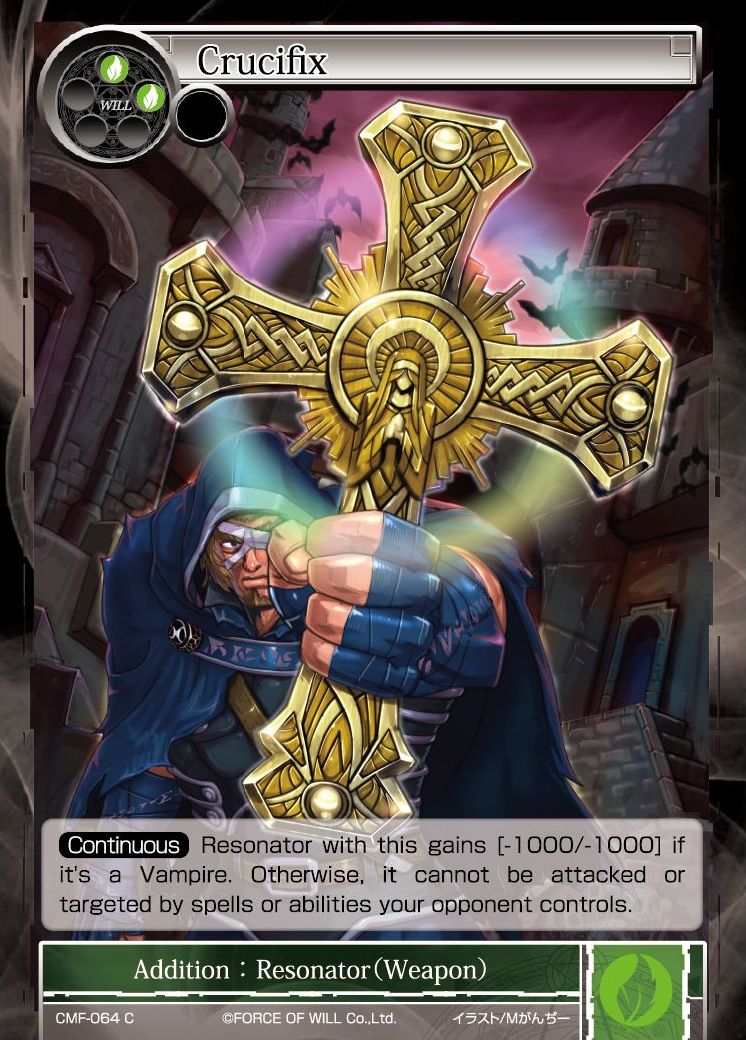 Crucifix
WILL
Continuous Resonator with this gains [-1000/-1000] if
it's a Vampire. Otherwise, it cannot be attacked or
targeted by spells or abilities your opponent controls.
Addition : Resonator(Weapon)
CMF-064 C ©FORCE OF WILL Co.,Ltd. イラスト/Mがんぢー